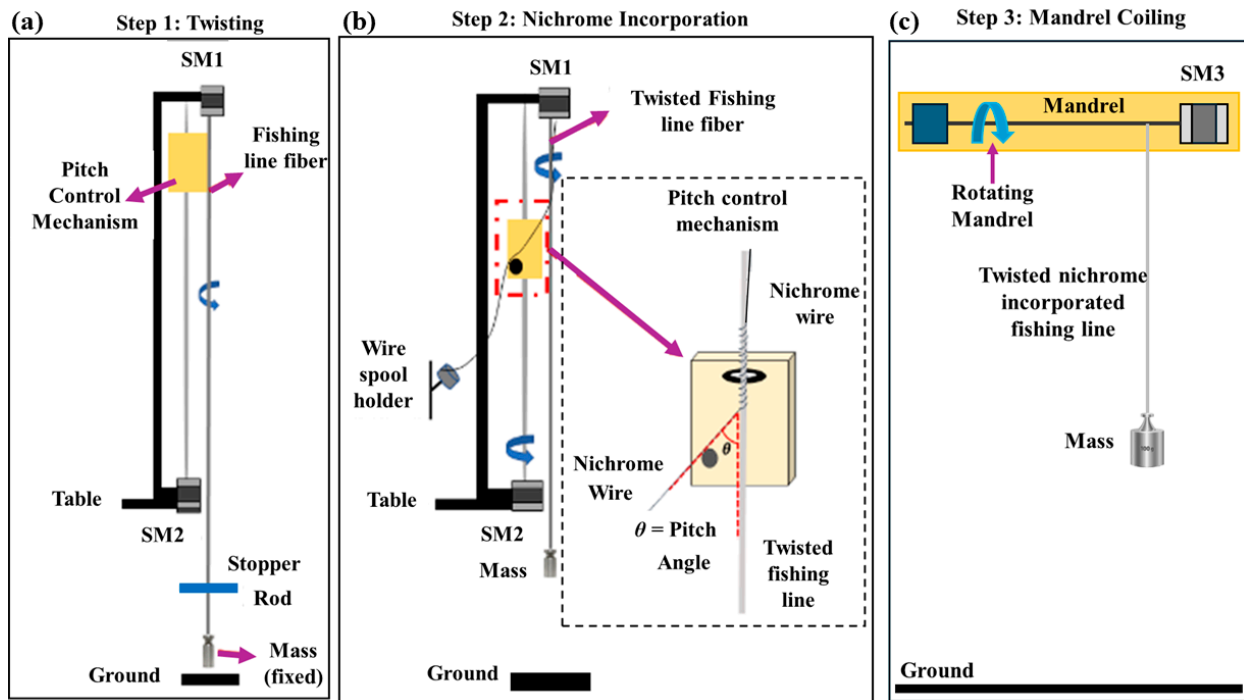 (a)
Step 1: Twisting
SM1
Fishing
line fiber
Pitch
Control
Mechanism
Table
SM2
Stopper
Rod
Mass
(fixed)
Ground
(b)
Step 2: Nichrome Incorporation
SM1
Twisted Fishing
line fiber
Pitch control
mechanism
Nichrome
wire
Wire
spool
holder
θ
Nichrome
Wire
Table
SM2
θ = Pitch
Angle
Mass
Twisted
fishing
line
Ground
(c)
Step 3: Mandrel Coiling
SM3
Mandrel
Rotating
Mandrel
Twisted nichrome
incorporated
fishing line
Mass
Ground